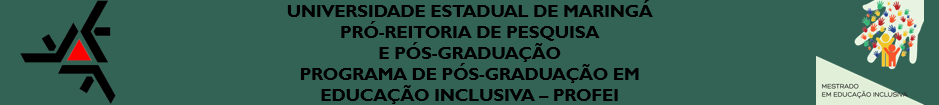 UNIVERSIDADE ESTADUAL DE MARINGÁ
PRÓ-REITORIA DE PESQUISA
E PÓS-GRADUAÇÃO
PROGRAMA DE PÓS-GRADUAÇÃO EM
EDUCAÇÃO INCLUSIVA – PROFEI
MESTRADO
EM EDUCAÇÃO INCLUSIVA